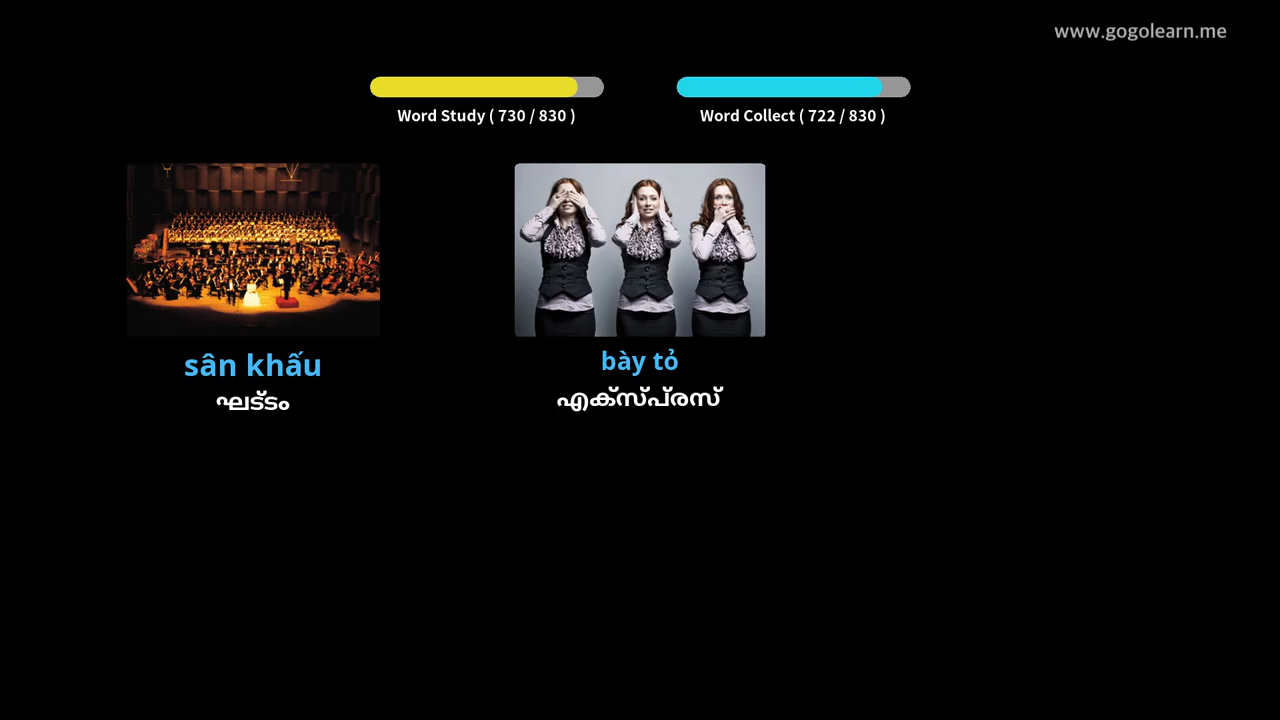 www.gogolearn.me
Word Study ( 730 / 830 )
Word Collect ( 722 / 830 )
sân khấu
ഘട്ടം
bày tỏ
എക്സ്പ്രസ്